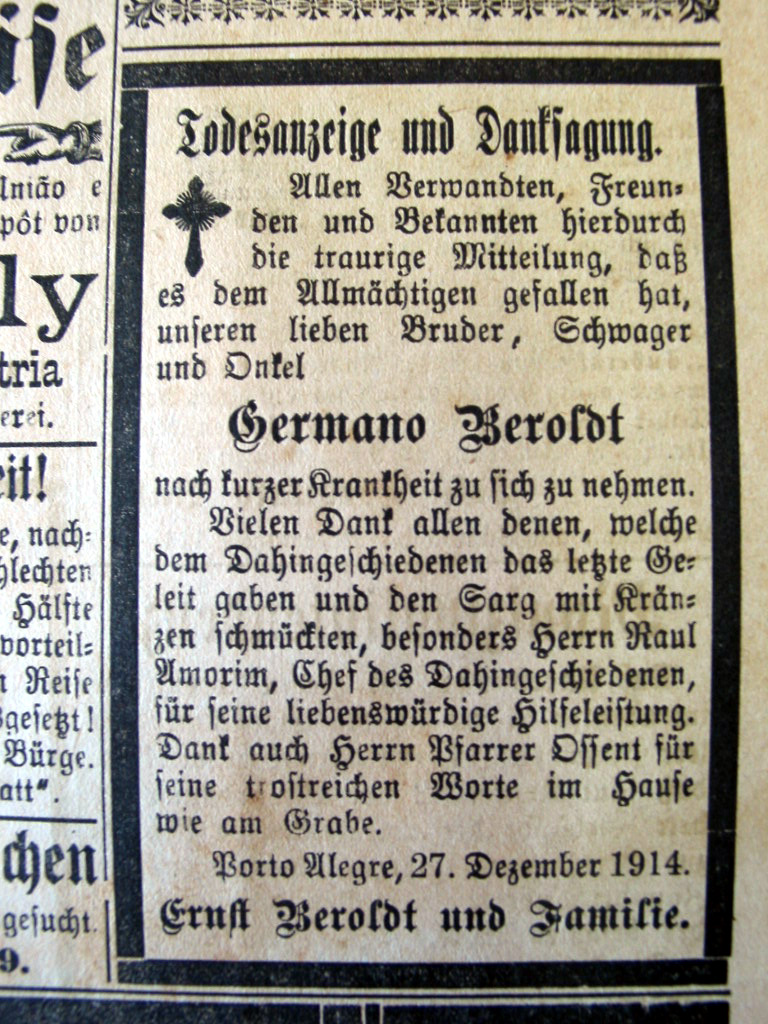 ise
União e
pôt von
ly
tria
erei.
eit!
e, nach-
hlechten
Hälfte
vorteil-
n Reise
gesetzt!
Bürge.
att".
chen
gesucht.
9.
Todesanzeige und Danksagung.
Allen Verwandten, Freun-
den und Bekannten hierdurch
die traurige Mitteilung, daß
es dem Allmächtigen gefallen hat,
unseren lieben Bruder, Schwager
und Onkel
Germano Beroldt
nach kurzer Krankheit zu sich zu nehmen.
Vielen Dank allen denen, welche
dem Dahingeschiedenen das letzte Ge-
leit gaben und den Sarg mit Krän-
zen schmückten, besonders Herrn Raul
Amorim, Chef des Dahingeschiedenen,
für seine liebenswürdige Hilfeleistung.
Dank auch Herrn Pfarrer Ossent für
seine trostreichen Worte im Hause
wie am Grabe.
Porto Alegre, 27. Dezember 1914.
Ernst Beroldt und Familie.